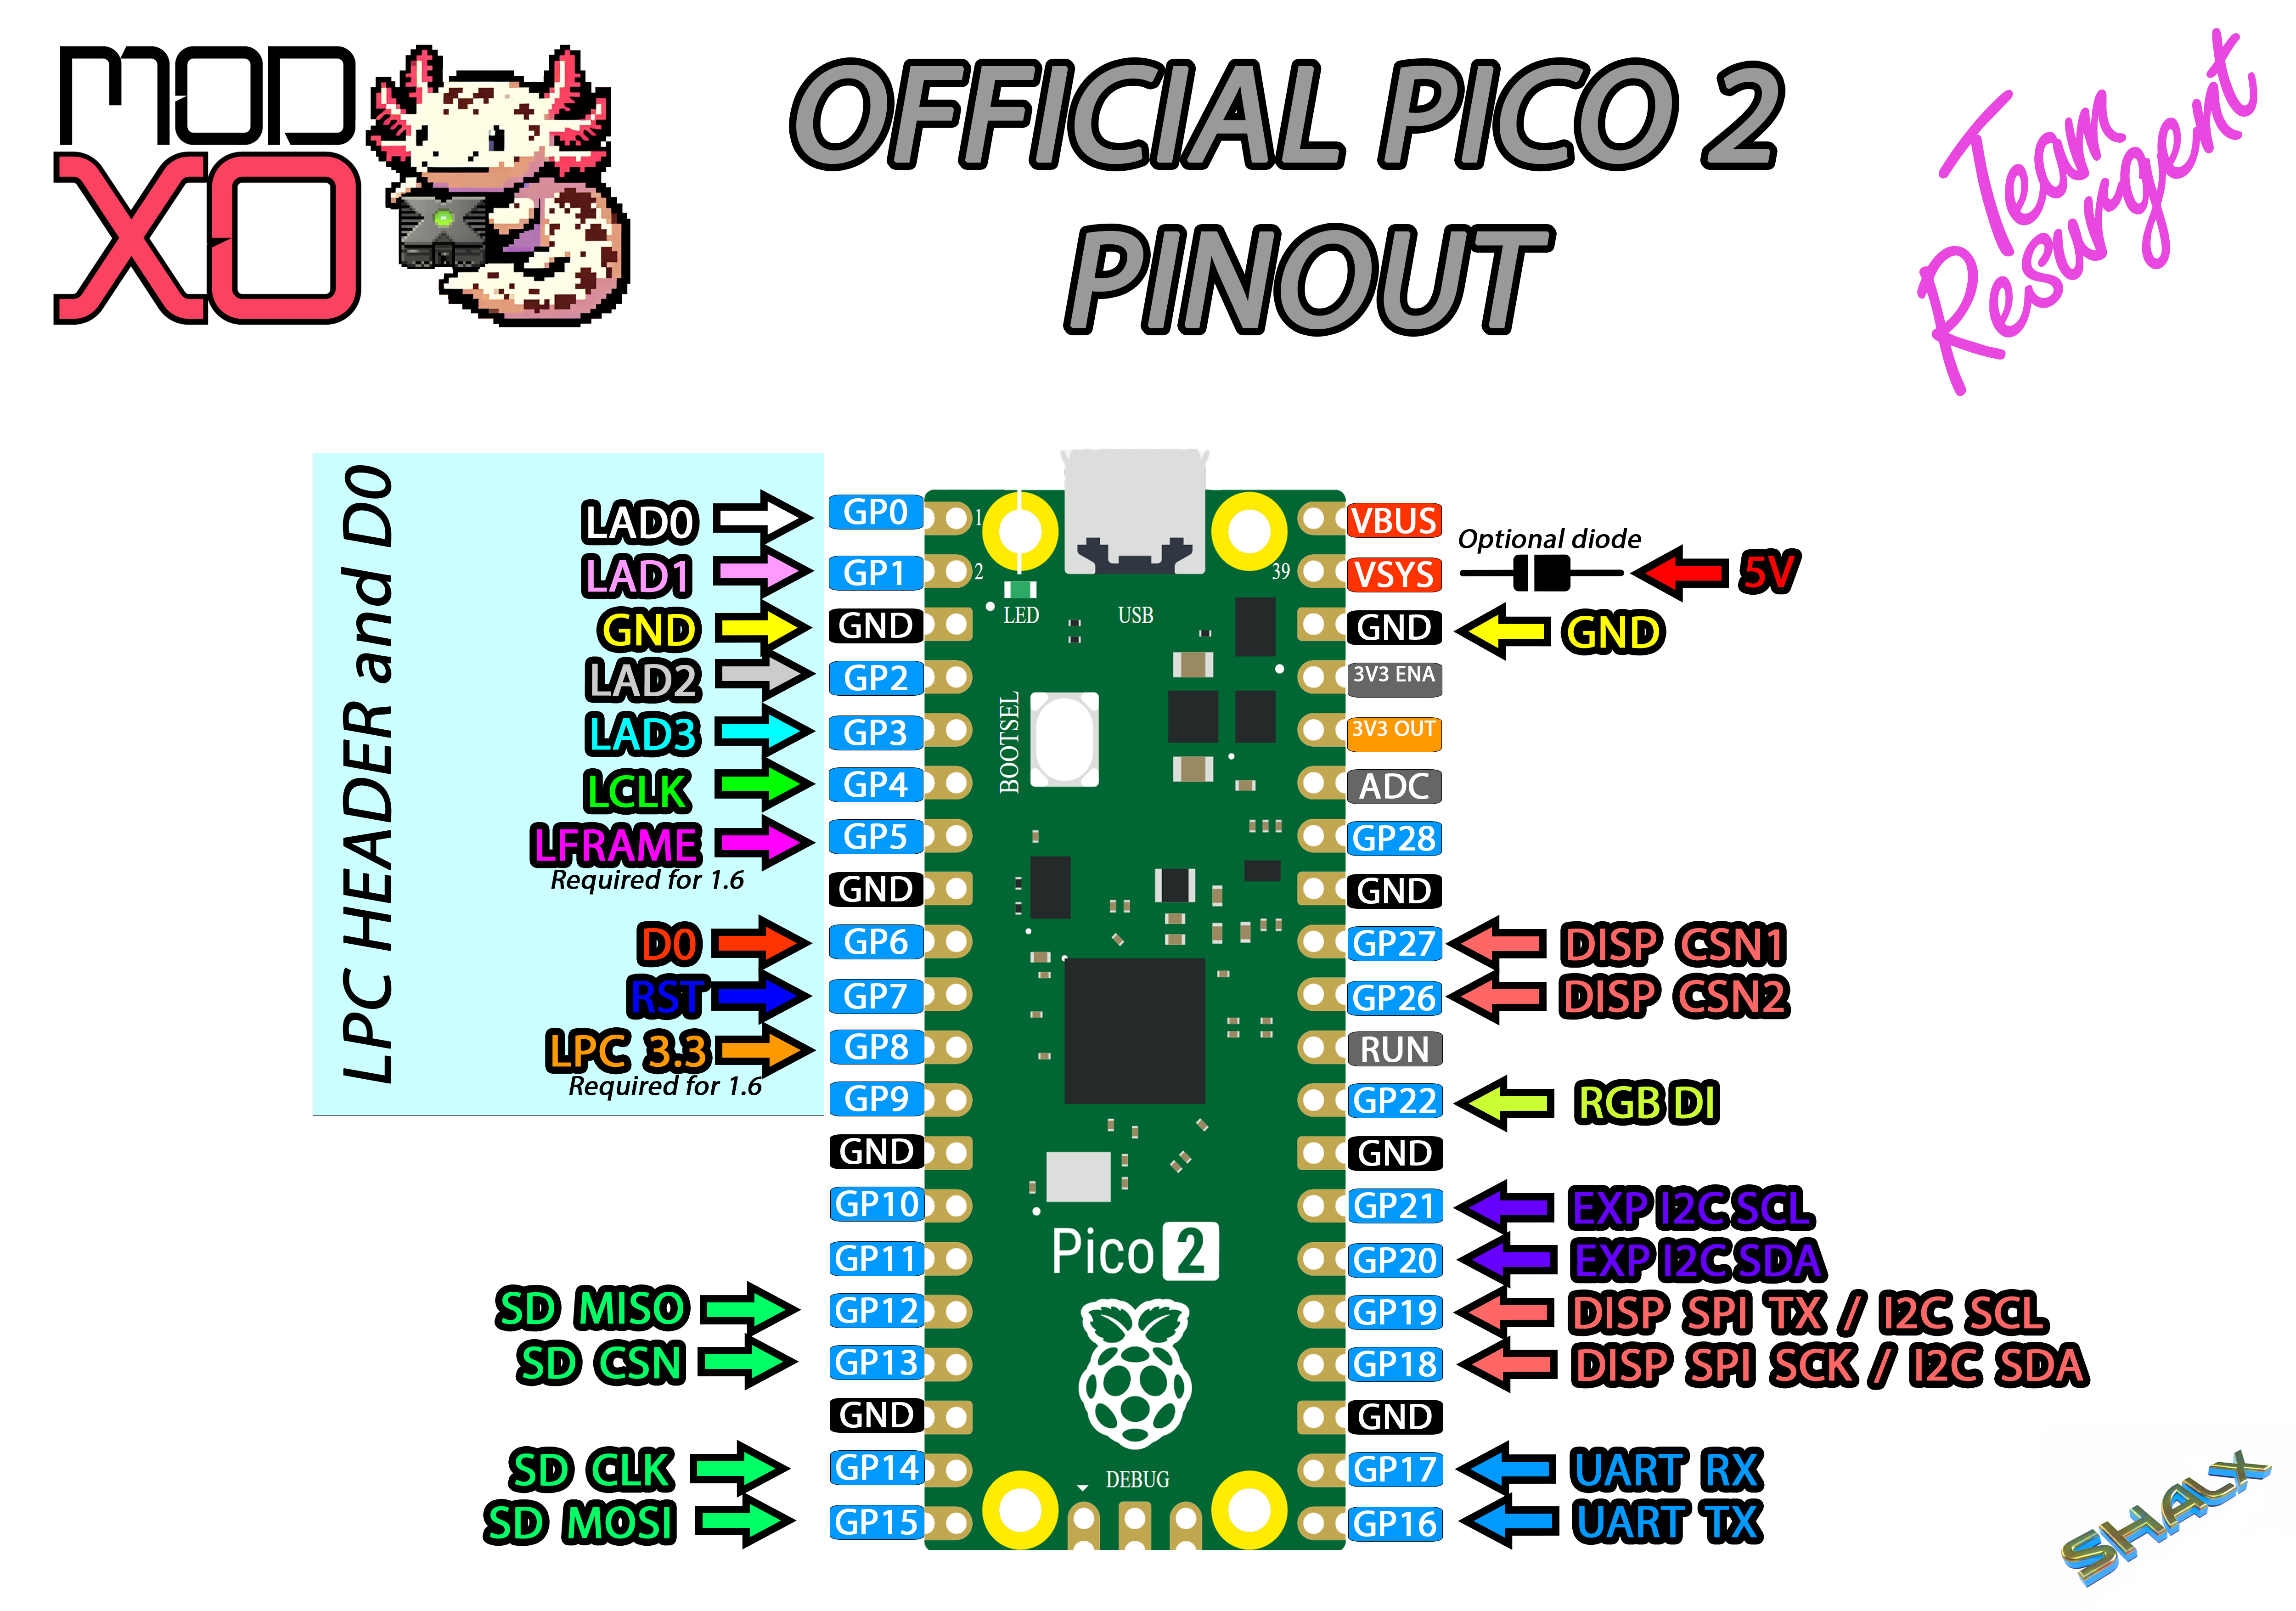 MOD
XO
OFFICIAL PICO 2
PINOUT
Team
Resurgent
LPC HEADER and D0
LAD0
LAD1
GND
LAD2
LAD3
LCLK
LFRAME
Required for 1.6
D0
RST
LPC 3.3
Required for 1.6
SD MISO
SD CSN
SD CLK
SD MOSI
GP0
GP1
GND
GP2
GP3
GP4
GP5
GND
GP6
GP7
GP8
GP9
GND
GP10
GP11
GP12
GP13
GND
GP14
GP15
1
2
39
LED
USB
BOOTSEL
Pico 2
DEBUG
VBUS
VSYS
GND
3V3 ENA
3V3 OUT
ADC
GP28
GND
GP27
GP26
RUN
GP22
GND
GP21
GP20
GP19
GP18
GND
GP17
GP16
Optional diode
5V
GND
DISP CSN1
DISP CSN2
RGB DI
EXP I2C SCL
EXP I2C SDA
DISP SPI TX / I2C SCL
DISP SPI SCK / I2C SDA
UART RX
UART TX
SHALX